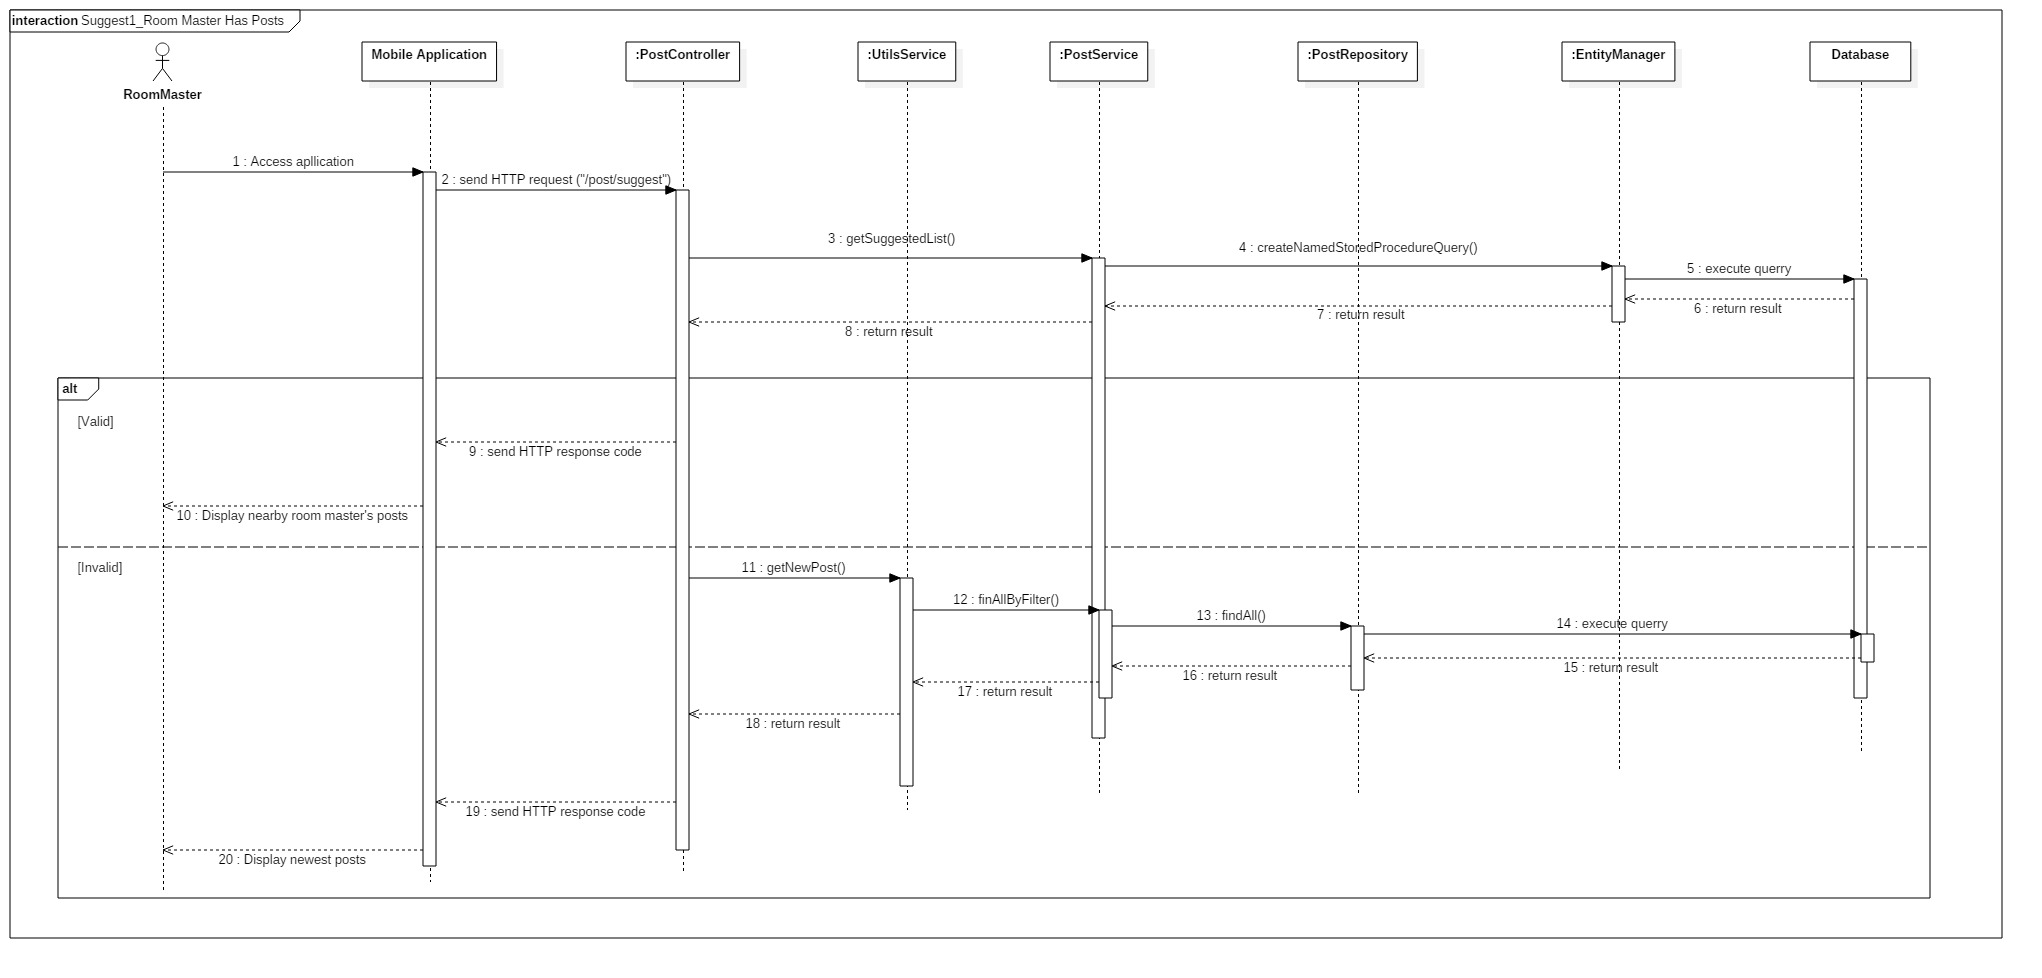 interaction Suggest1_Room Master Has Posts
RoomMaster
Mobile Application
:PostController
:UtilsService
:PostService
:PostRepository
:EntityManager
Database
1 : Access apllication
2 : send HTTP request ("/post/suggest")
3 : getSuggestedList()
4 : createNamedStoredProcedureQuery()
5 : execute querry
6 : return result
7 : return result
8 : return result
alt
[Valid]
9 : send HTTP response code
10 : Display nearby room master's posts
[Invalid]
11 : getNewPost()
12 : finAllByFilter()
13 : findAll()
14 : execute querry
15 : return result
16 : return result
17 : return result
18 : return result
19 : send HTTP response code
20 : Display newest posts